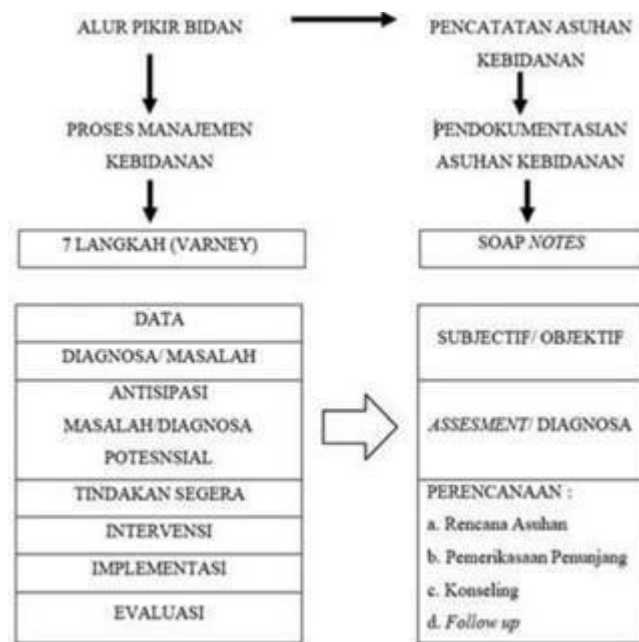 ALUR PIKIR BIDAN
PROSES MANAJEMEN
KEBIDANAN
7 LANGKAH (VARNEY)
DATA
DIAGNOSA/ MASALAH
ANTISIPASI
MASALAH/DIAGNOSA
POTESNSIAL
TINDAKAN SEGERA
INTERVENSI
IMPLEMENTASI
EVALUASI
PENCATATAN ASUHAN
KEBIDANAN
PENDOKUMENTASIAN
ASUHAN KEBIDANAN
SOAP NOTES
SUBJECTIF/ OBJEKTIF
ASSESMENT/ DIAGNOSA
PERENCANAAN :
a. Rencana Asuhan
b. Pemerikasaan Penunjang
c. Konseling
d. Follow up